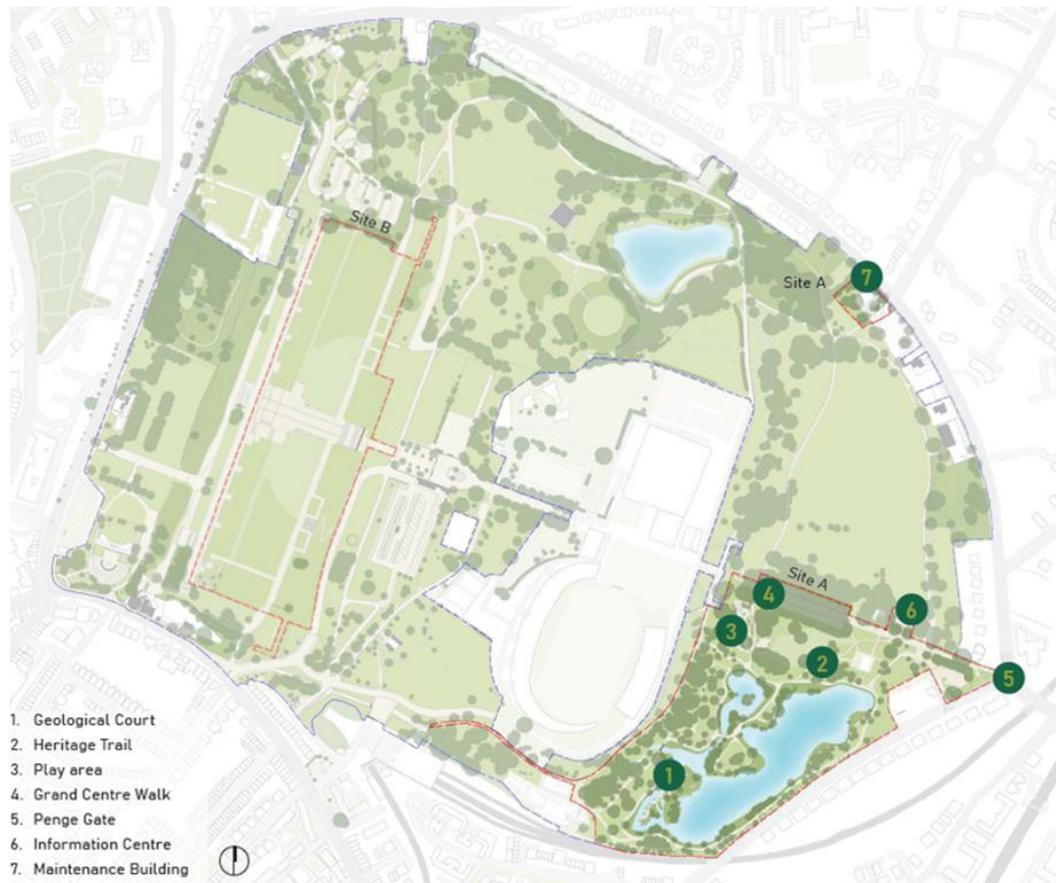 Site B
Site A
7
Site A
4
6
3
2
5
1
1. Geological Court
2. Heritage Trail
3. Play area
4. Grand Centre Walk
5. Penge Gate
6. Information Centre
7. Maintenance Building